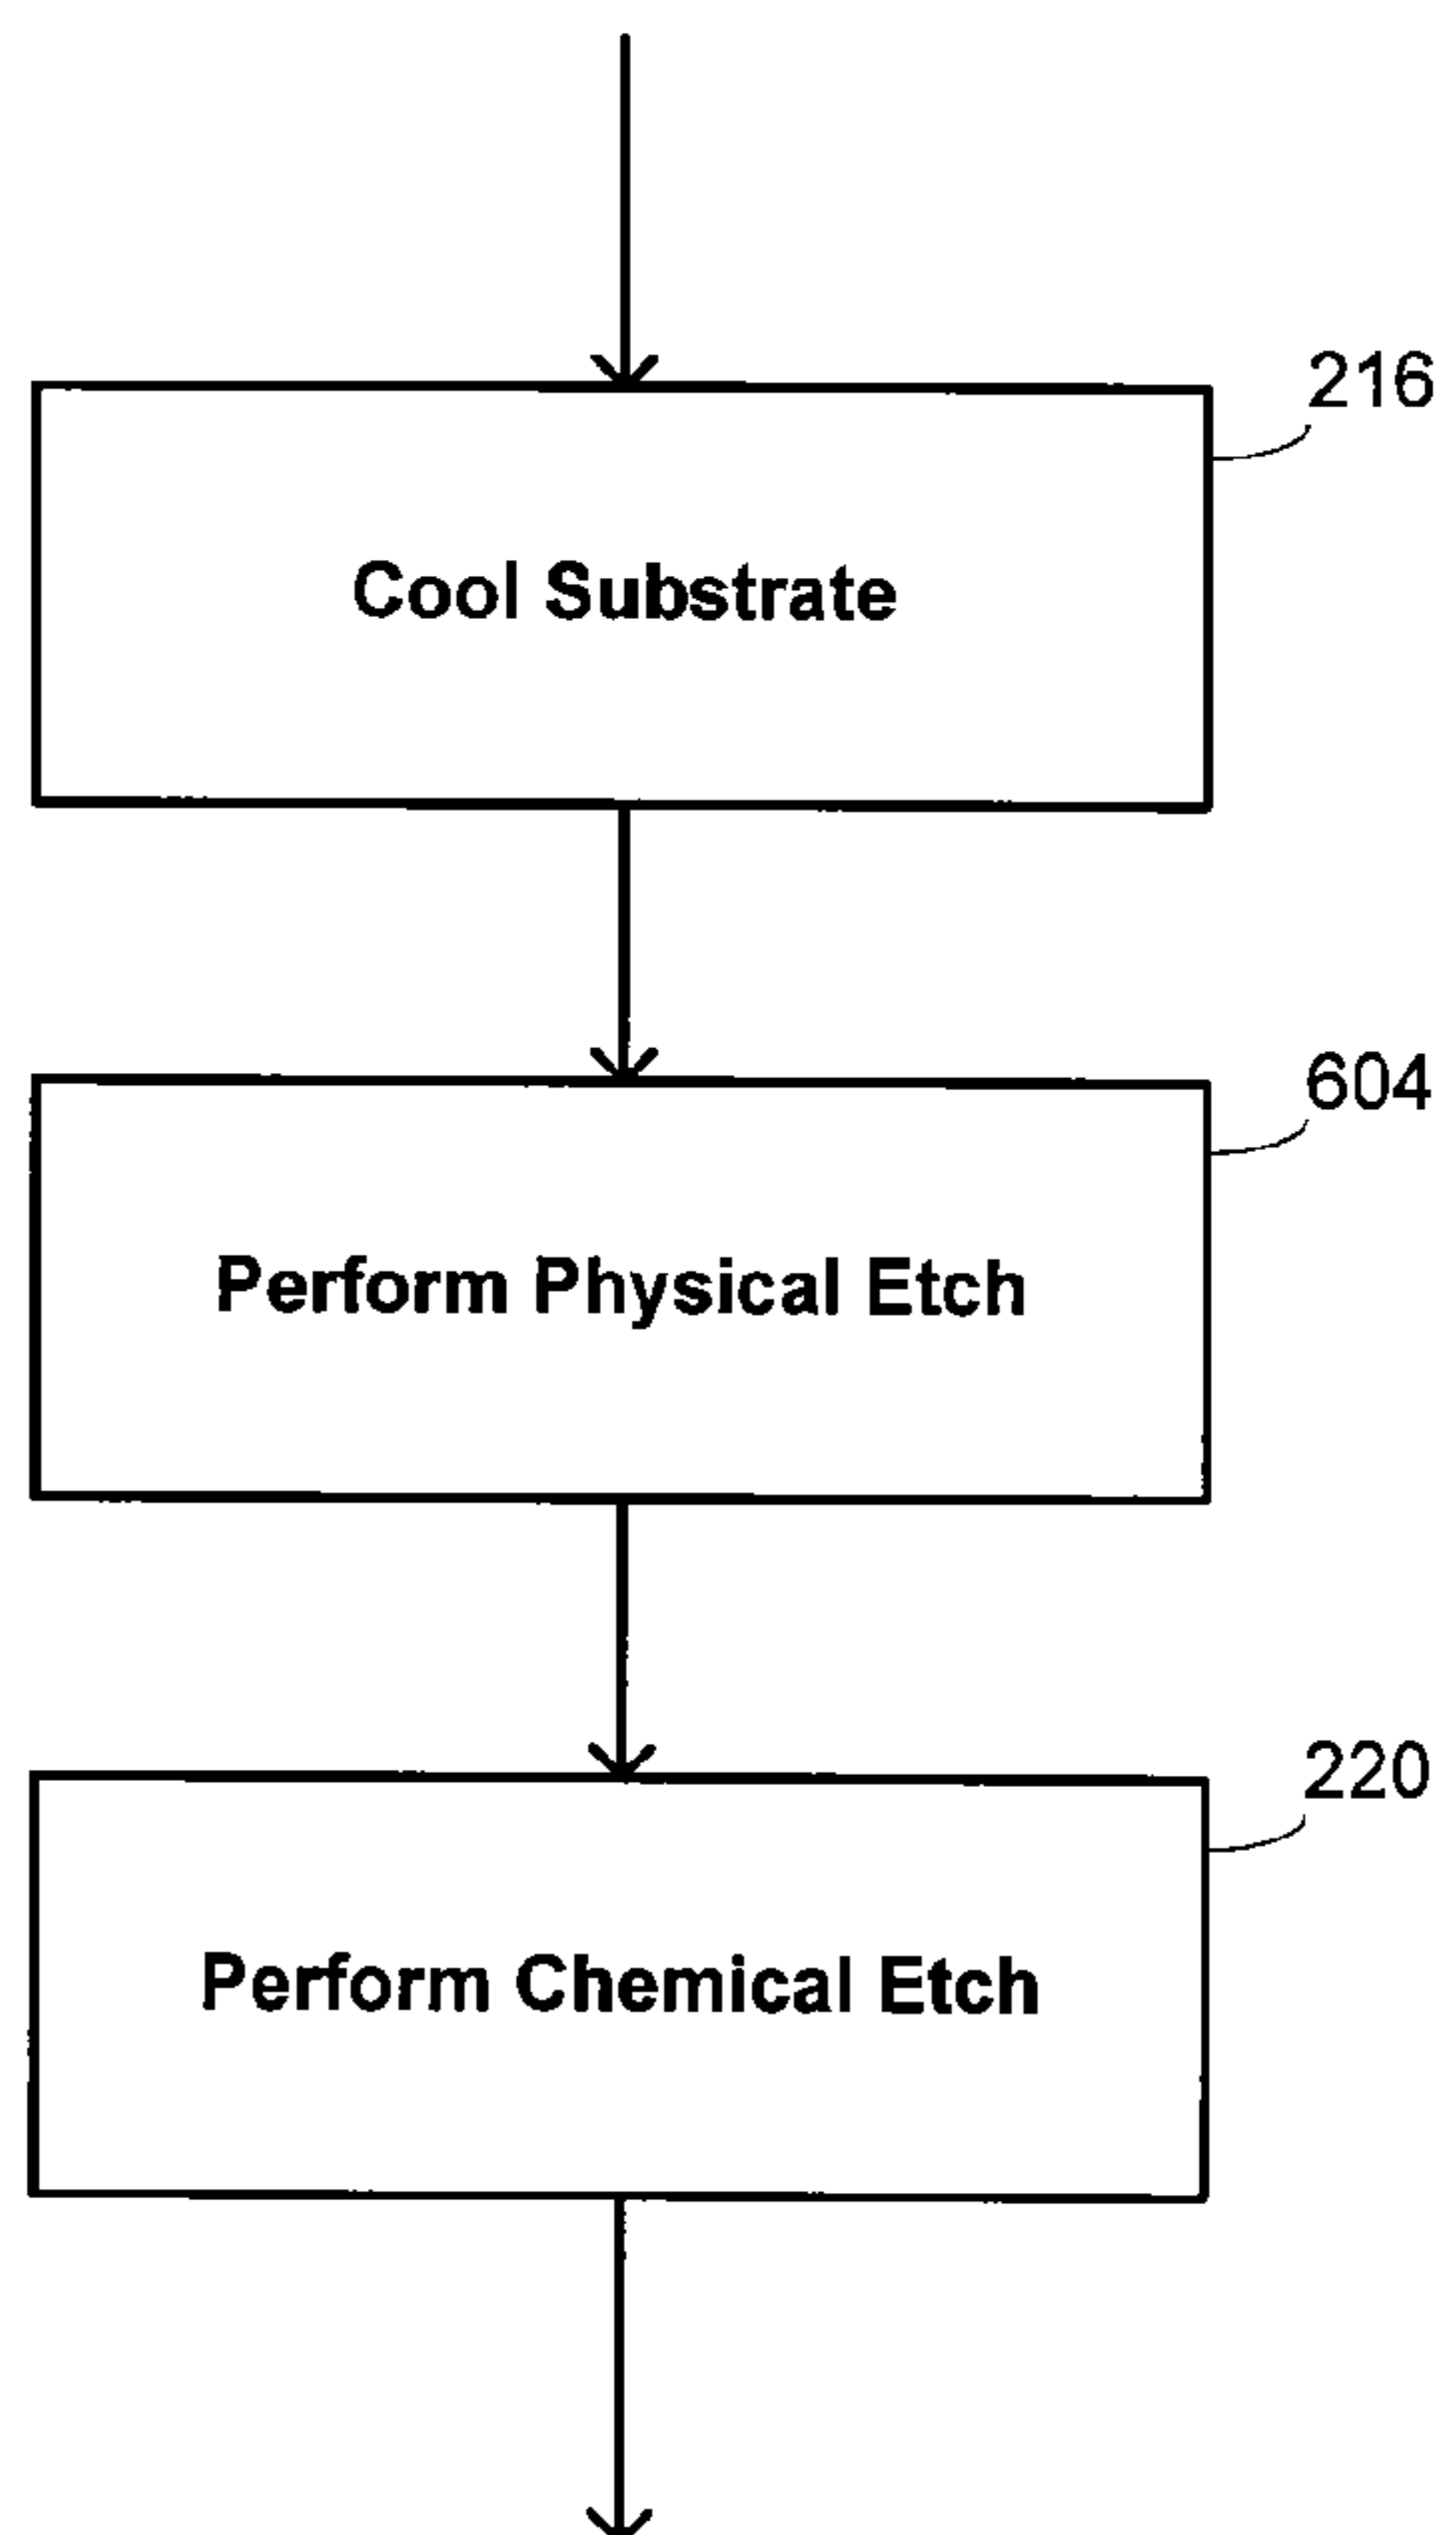 216
Cool Substrate
604
Perform Physical Etch
220
Perform Chemical Etch